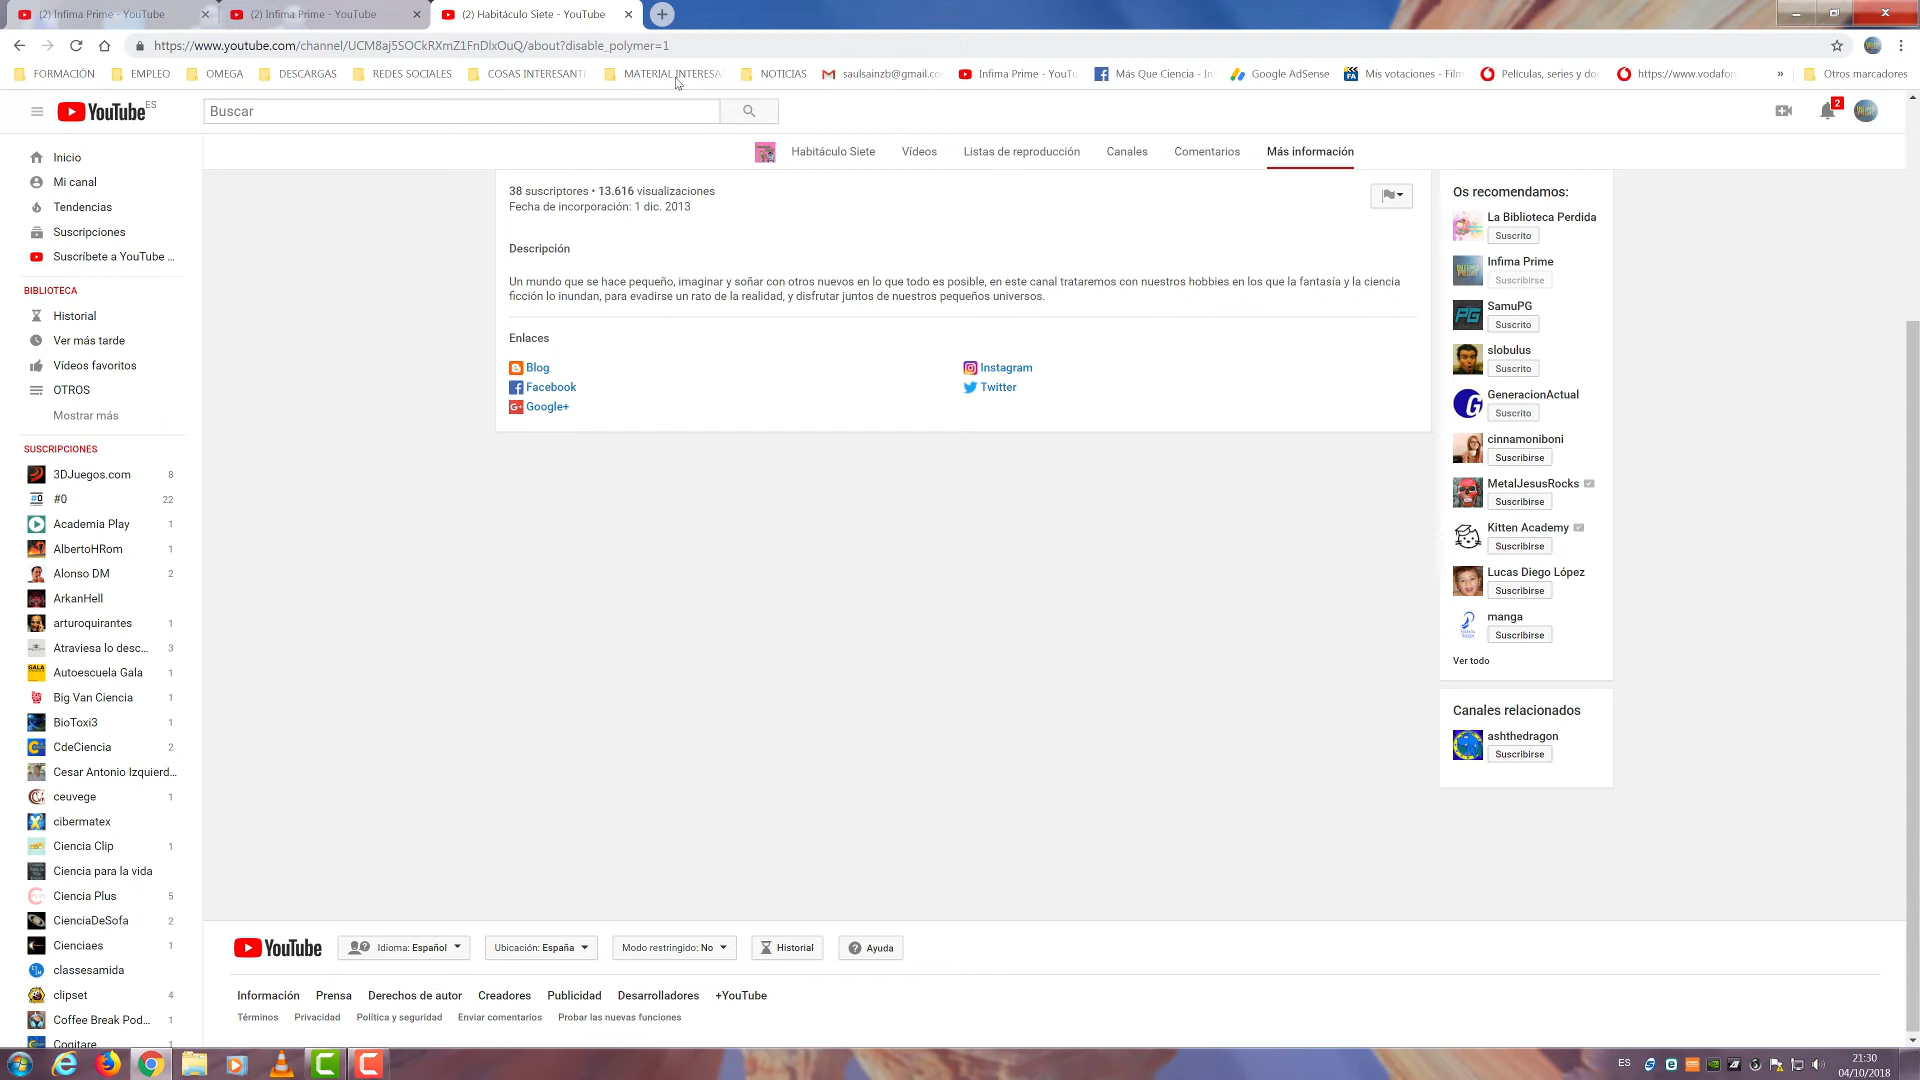 (2) Infima Prime - YouTube
(2) Infima Prime - YouTube
(2) Habitáculo Siete - YouTube
https://www.youtube.com/channel/UCM8aj5SOCkRXmZ1FnDlxOuQ/about?disable_polymer=1
FORMACIÓN EMPLEO OMEGA DESCARGAS REDES SOCIALES COSAS INTERESANT MATERIAL INTERESA NOTICIAS saulsainzb@gmail.co Infima Prime - YouTu Más Que Ciencia - In Google AdSense Mis votaciones - Film Películas, series y do https://www.vodafon » Otros marcadores
YouTube ES
Buscar
2
Habitáculo Siete Vídeos Listas de reproducción Canales Comentarios Más información
Inicio
Mi canal
Tendencias
Suscripciones
Suscríbete a YouTube ...
BIBLIOTECA
Historial
Ver más tarde
Vídeos favoritos
OTROS
Mostrar más
SUSCRIPCIONES
3DJuegos.com 8
#0 22
Academia Play 1
AlbertoHRom 1
Alonso DM 2
ArkanHell
arturoquirantes 1
Atraviesa lo desc... 3
Autoescuela Gala 1
Big Van Ciencia 1
BioToxi3 1
CdeCiencia 2
Cesar Antonio Izquierd...
ceuvege 1
cibermatex
Ciencia Clip 1
Ciencia para la vida
Ciencia Plus 5
CienciaDeSofa 2
Cienciaes 1
classesamida
clipset 4
Coffee Break Pod... 1
Cogitare 1
38 suscriptores • 13.616 visualizaciones
Fecha de incorporación: 1 dic. 2013
Descripción
Un mundo que se hace pequeño, imaginar y soñar con otros nuevos en lo que todo es posible, en este canal trataremos con nuestros hobbies en los que la fantasía y la ciencia
ficción lo inundan, para evadirse un rato de la realidad, y disfrutar juntos de nuestros pequeños universos.
Enlaces
Blog
Instagram
Facebook
Twitter
Google+
Os recomendamos:
La Biblioteca Perdida
Suscrito
Infima Prime
Suscribirse
SamuPG
Suscrito
slobulus
Suscrito
GeneracionActual
Suscrito
cinnamoniboni
Suscribirse
MetalJesusRocks
Suscribirse
Kitten Academy
Suscribirse
Lucas Diego López
Suscribirse
manga
Suscribirse
Ver todo
Canales relacionados
ashthedragon
Suscribirse
YouTube
Idioma: Español
Ubicación: España
Modo restringido: No
Historial
Ayuda
Información Prensa Derechos de autor Creadores Publicidad Desarrolladores +YouTube
Términos Privacidad Política y seguridad Enviar comentarios Probar las nuevas funciones
ES
21:30
04/10/2018